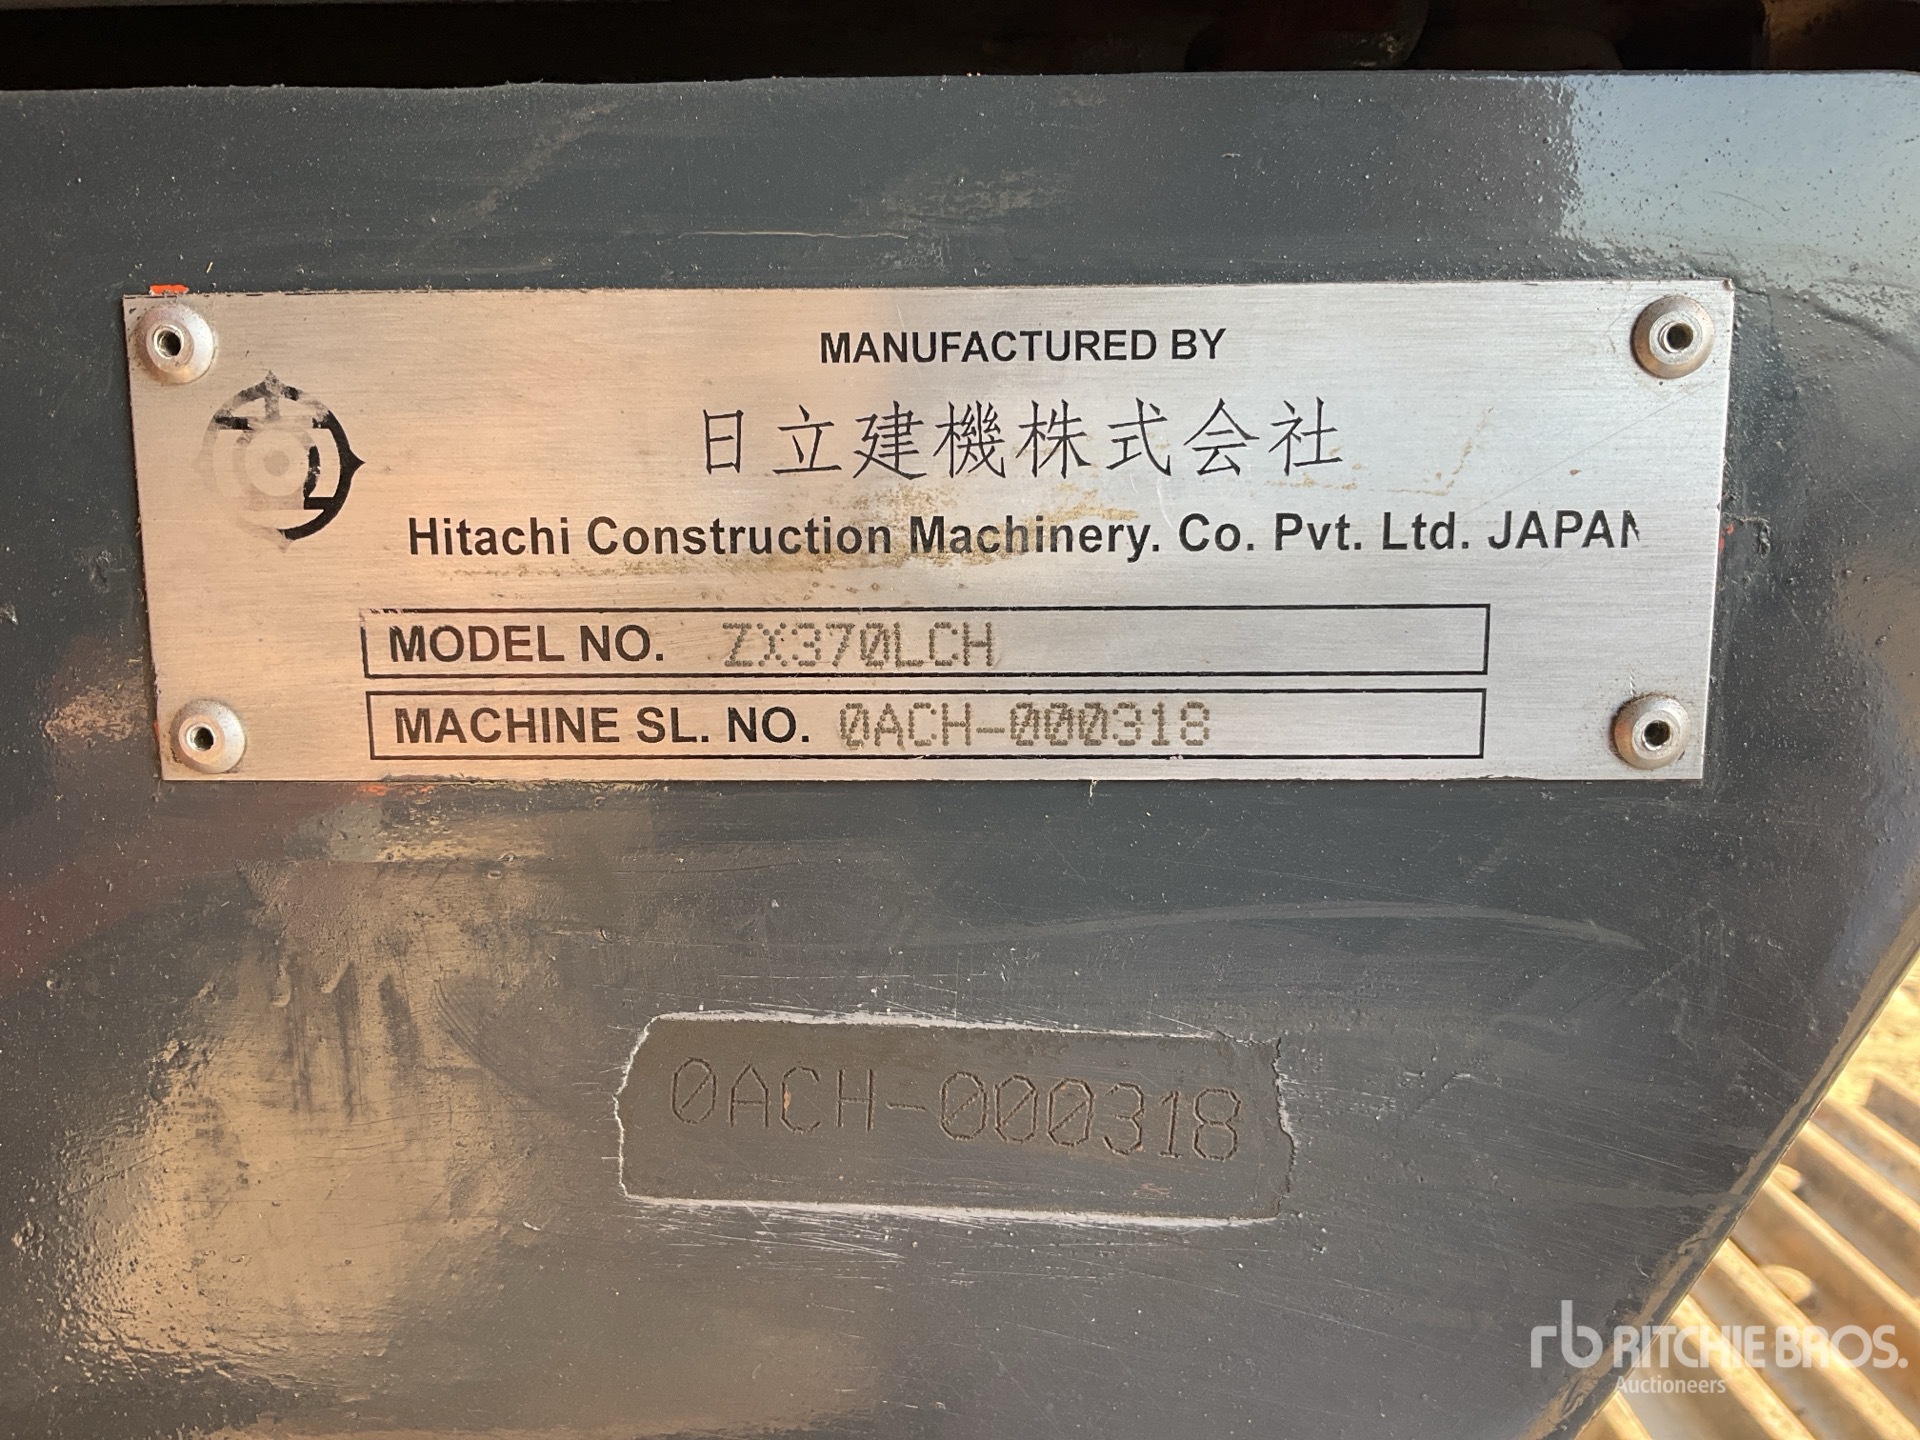 MANUFACTURED BY
日立建機株式会社
Hitachi Construction Machinery. Co. Pvt. Ltd. JAPAN
MODEL NO. ZX370LCH
MACHINE SL. NO. 0ACH-000318
0ACH-000318
rb RITCHIE BROS.
Auctioneers